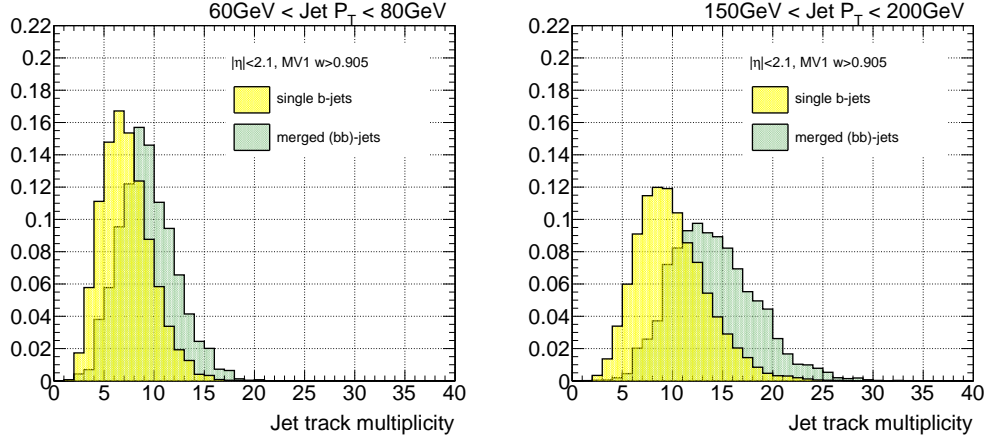 60GeV < Jet P_T < 80GeV
0.22
0.2
0.18
0.16
0.14
0.12
0.1
0.08
0.06
0.04
0.02
0
|η|<2.1, MV1 w>0.905
single b-jets
merged (bb)-jets
0 5 10 15 20 25 30 35 40
Jet track multiplicity
150GeV < Jet P_T < 200GeV
0.22
0.2
0.18
0.16
0.14
0.12
0.1
0.08
0.06
0.04
0.02
0
|η|<2.1, MV1 w>0.905
single b-jets
merged (bb)-jets
0 5 10 15 20 25 30 35 40
Jet track multiplicity